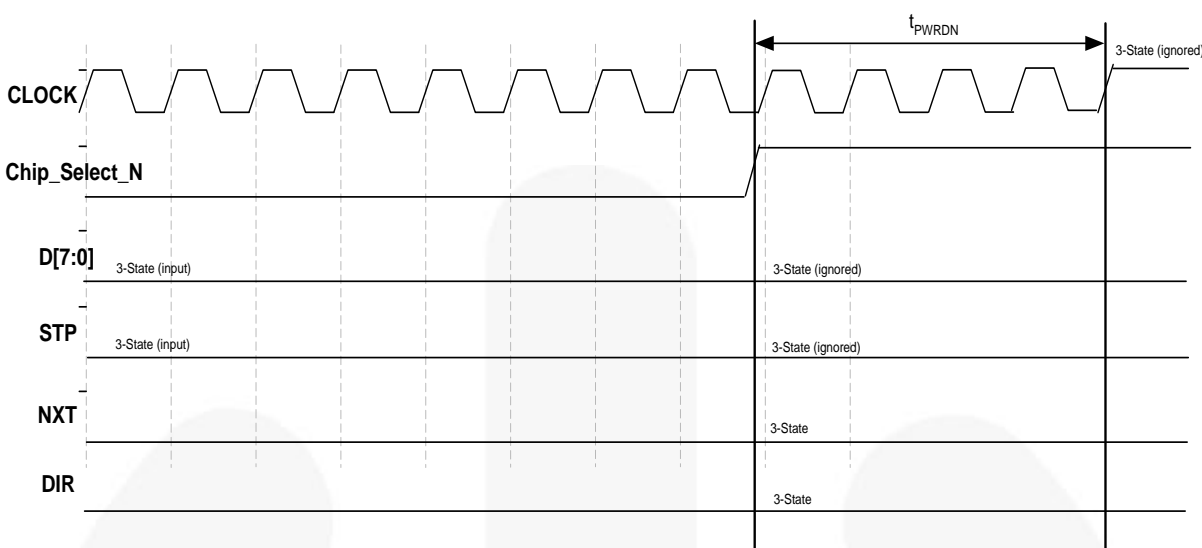 t_PWRDN
3-State (ignored)
CLOCK
Chip_Select_N
D[7:0]
3-State (input)
3-State (ignored)
STP
3-State (input)
3-State (ignored)
NXT
3-State
DIR
3-State